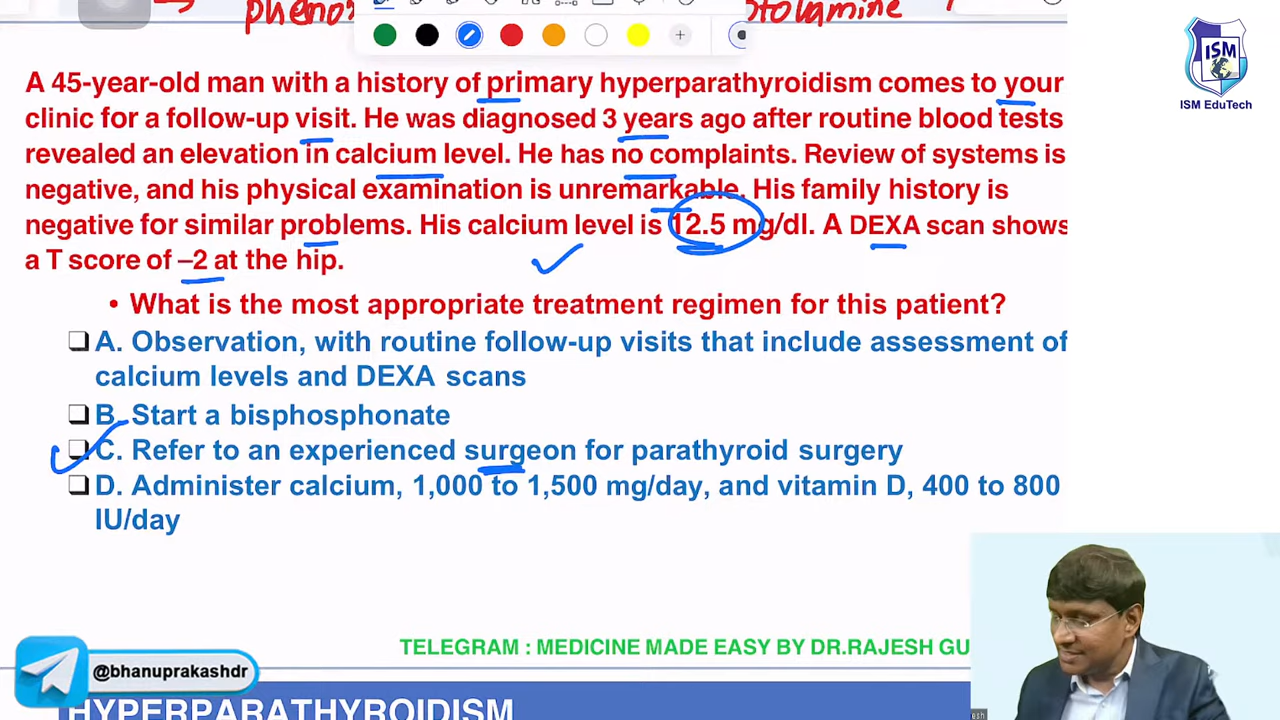 pheno
tolamine
ISM
ISM EduTech
A 45-year-old man with a history of primary hyperparathyroidism comes to your
clinic for a follow-up visit. He was diagnosed 3 years ago after routine blood tests
revealed an elevation in calcium level. He has no complaints. Review of systems is
negative, and his physical examination is unremarkable. His family history is
negative for similar problems. His calcium level is 12.5 mg/dl. A DEXA scan shows
a T score of –2 at the hip.
• What is the most appropriate treatment regimen for this patient?
❑ A. Observation, with routine follow-up visits that include assessment of
calcium levels and DEXA scans
❑ B. Start a bisphosphonate
❑ C. Refer to an experienced surgeon for parathyroid surgery
❑ D. Administer calcium, 1,000 to 1,500 mg/day, and vitamin D, 400 to 800
IU/day
TELEGRAM : MEDICINE MADE EASY BY DR.RAJESH GU
@bhanuprakashdr
HYPERPARATHYROIDISM